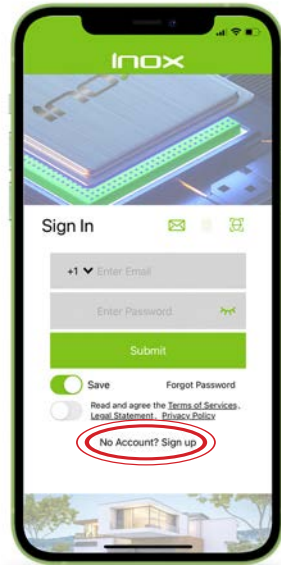 Inox
Sign In
+1 Enter Email
Enter Password
Submit
Save Forgot Password
Read and agree the Terms of Services、
Legal Statement、 Privacy Policy
No Account? Sign up